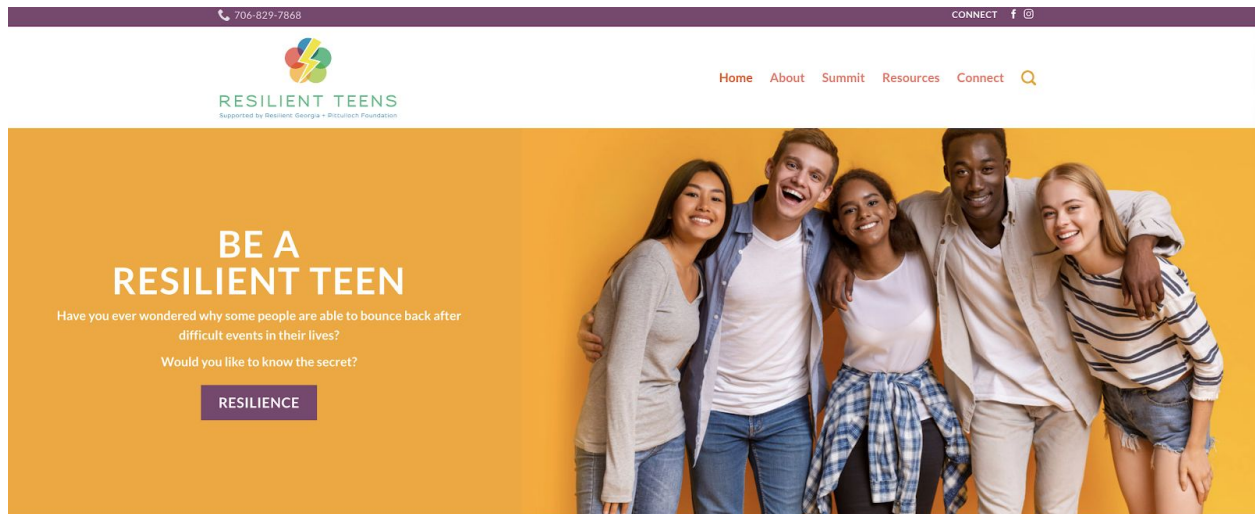 706-829-7868
CONNECT
RESILIENT TEENS
Supported by Resilient Georgia + Pittulloch Foundation
Home About Summit Resources Connect
BE A
RESILIENT TEEN
Have you ever wondered why some people are able to bounce back after
difficult events in their lives?
Would you like to know the secret?
RESILIENCE